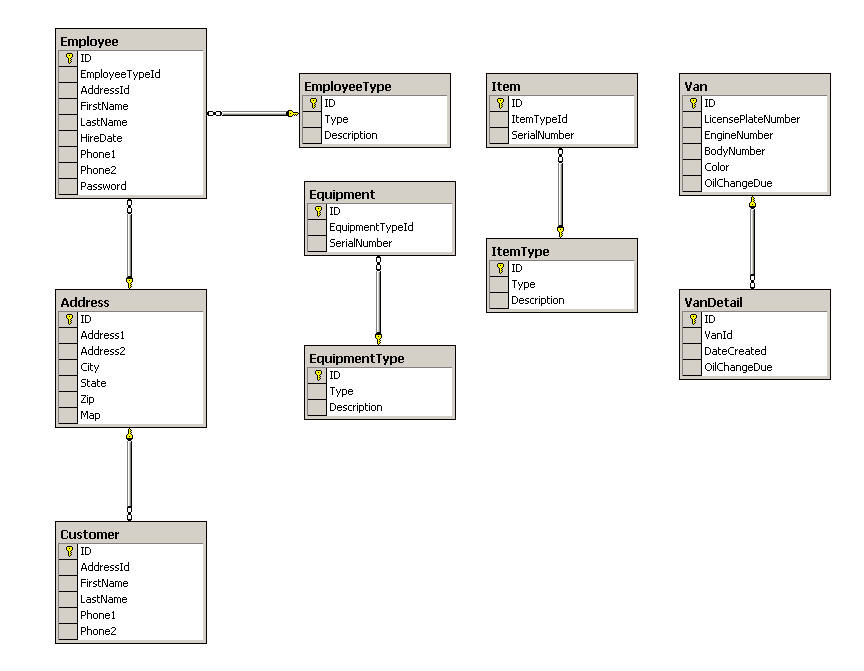 Employee
ID
EmployeeTypeId
AddressId
FirstName
LastName
HireDate
Phone1
Phone2
Password
EmployeeType
ID
Type
Description
Item
ID
ItemTypeId
SerialNumber
Van
ID
LicensePlateNumber
EngineNumber
BodyNumber
Color
OilChangeDue
Equipment
ID
EquipmentTypeId
SerialNumber
ItemType
ID
Type
Description
Address
ID
Address1
Address2
City
State
Zip
Map
VanDetail
ID
VanId
DateCreated
OilChangeDue
EquipmentType
ID
Type
Description
Customer
ID
AddressId
FirstName
LastName
Phone1
Phone2